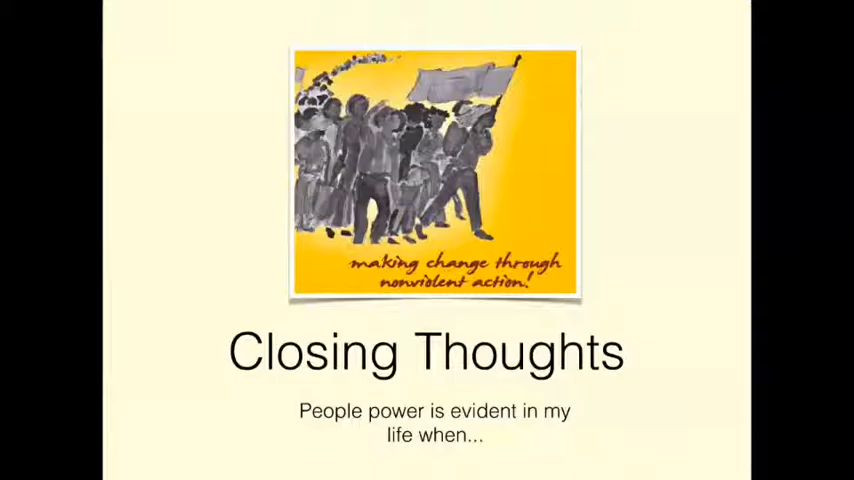 making change through
nonviolent action!
Closing Thoughts
People power is evident in my
life when...